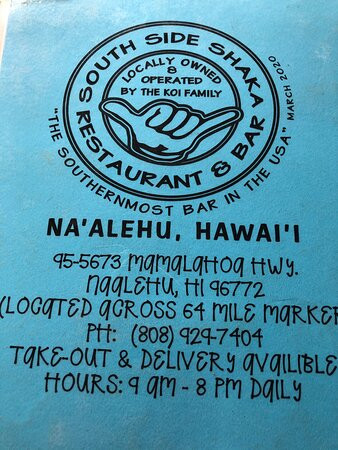 SOUTH SIDE SHAKA
LOCALLY OWNED
&
OPERATED
BY THE KOI FAMILY
RESTAURANT & BAR
"THE SOUTHERNMOST BAR IN THE USA" MARCH 2020
NA'ALEHU, HAWAI'I
95-5673 MAMALAHOA HWY.
NAALEHU, HI 96772
(LOCATED ACROSS 64 MILE MARKER
PH: (808) 929-7404
TAKE-OUT & DELIVERY AVAILIBLE
HOURS: 9 AM - 8 PM DAILY